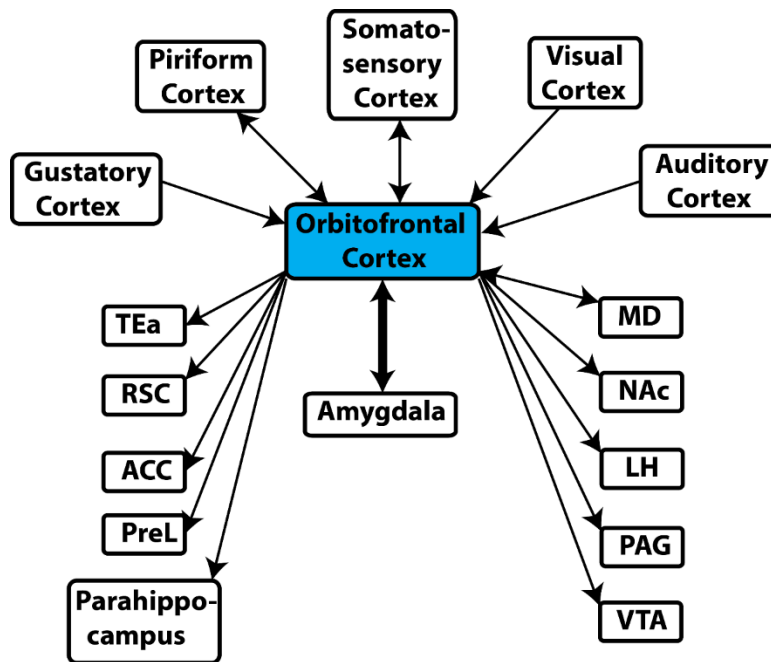 Somato-
sensory
Cortex
Piriform
Cortex
Visual
Cortex
Gustatory
Cortex
Auditory
Cortex
Orbitofrontal
Cortex
TEa
RSC
ACC
PreL
Parahippo-
campus
Amygdala
MD
NAc
LH
PAG
VTA